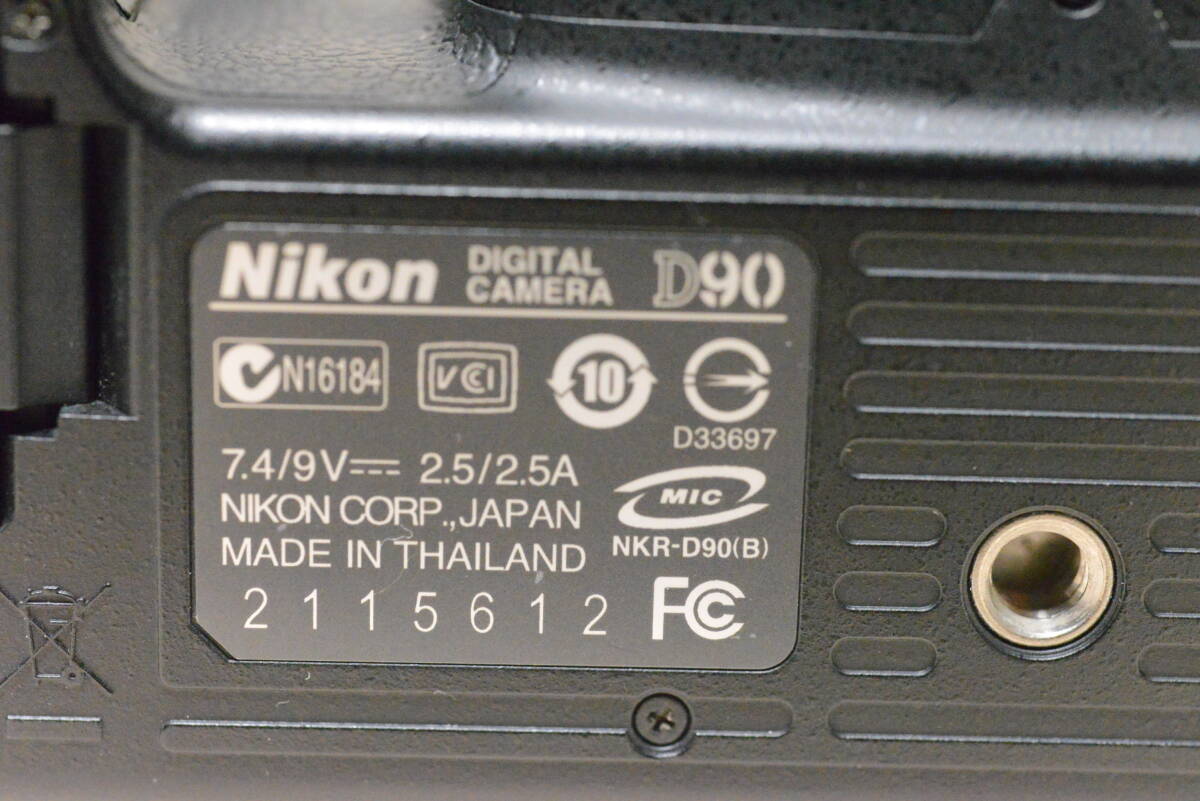 Nikon DIGITAL CAMERA D90
N16184 VCI 10
D33697
7.4/9V⎓ 2.5/2.5A
MIC
NIKON CORP.,JAPAN
NKR-D90(B)
MADE IN THAILAND
2115612 FC